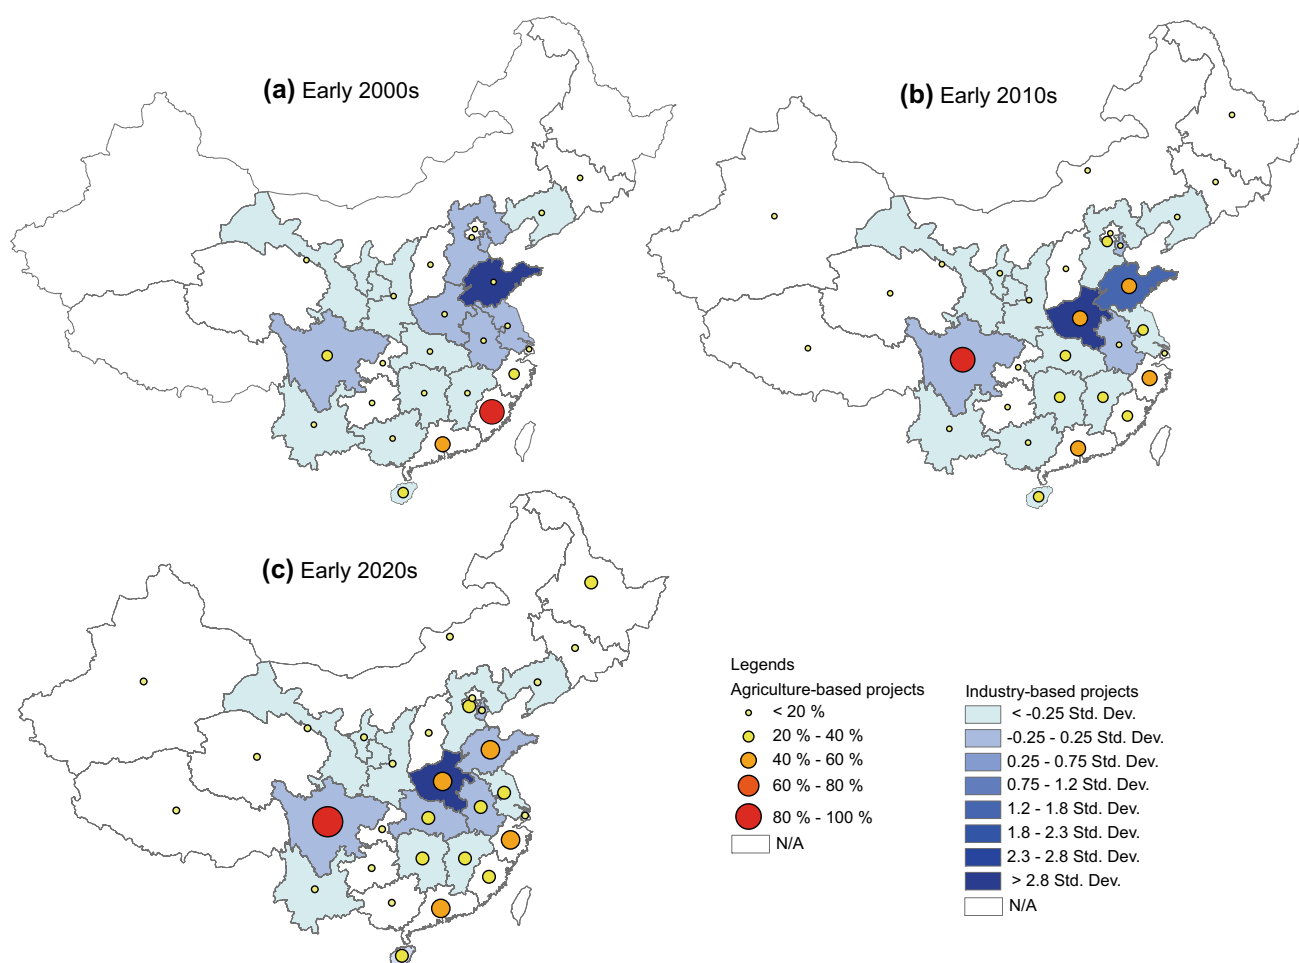 (a) Early 2000s
(b) Early 2010s
(c) Early 2020s
Legends
Agriculture-based projects
< 20 %
20 % - 40 %
40 % - 60 %
60 % - 80 %
80 % - 100 %
N/A
Industry-based projects
< -0.25 Std. Dev.
-0.25 - 0.25 Std. Dev.
0.25 - 0.75 Std. Dev.
0.75 - 1.2 Std. Dev.
1.2 - 1.8 Std. Dev.
1.8 - 2.3 Std. Dev.
2.3 - 2.8 Std. Dev.
> 2.8 Std. Dev.
N/A